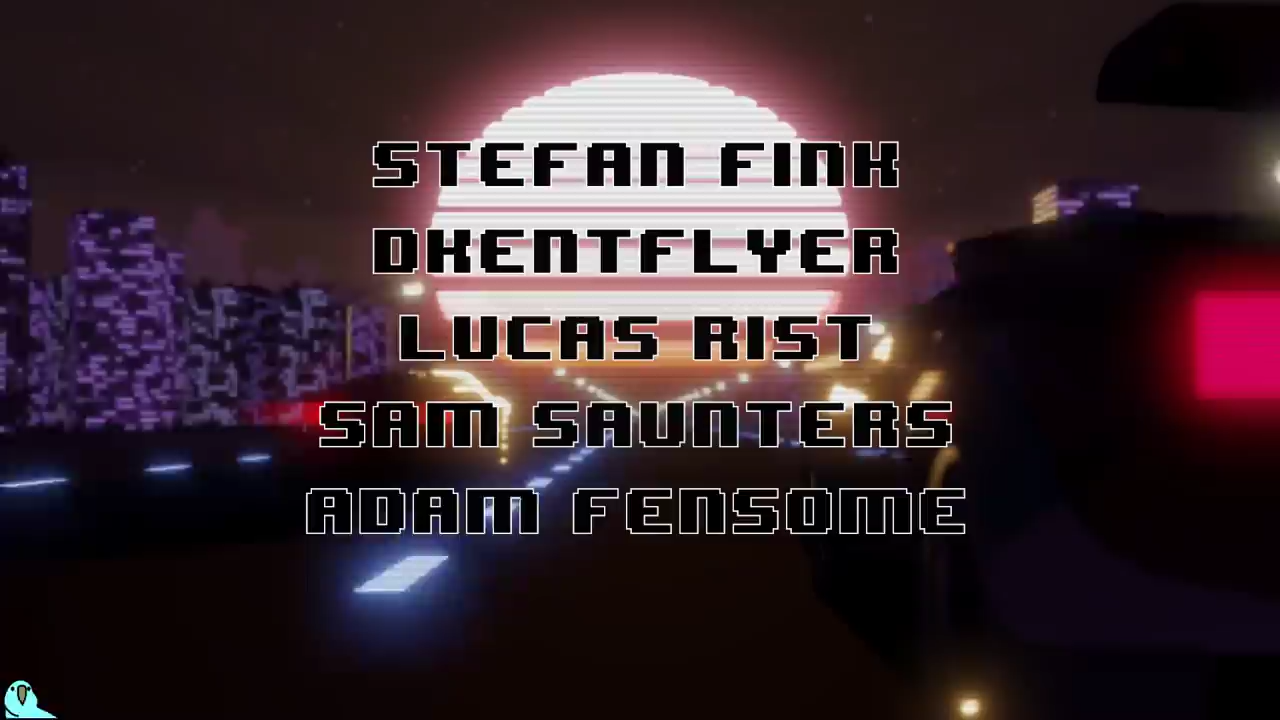 STEFAN FINK
DKENTFLYER
LUCAS RIST
SAM SAUNTERS
ADAM FENSOME